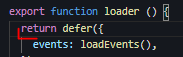 export function loader () {
return defer({
events: loadEvents(),